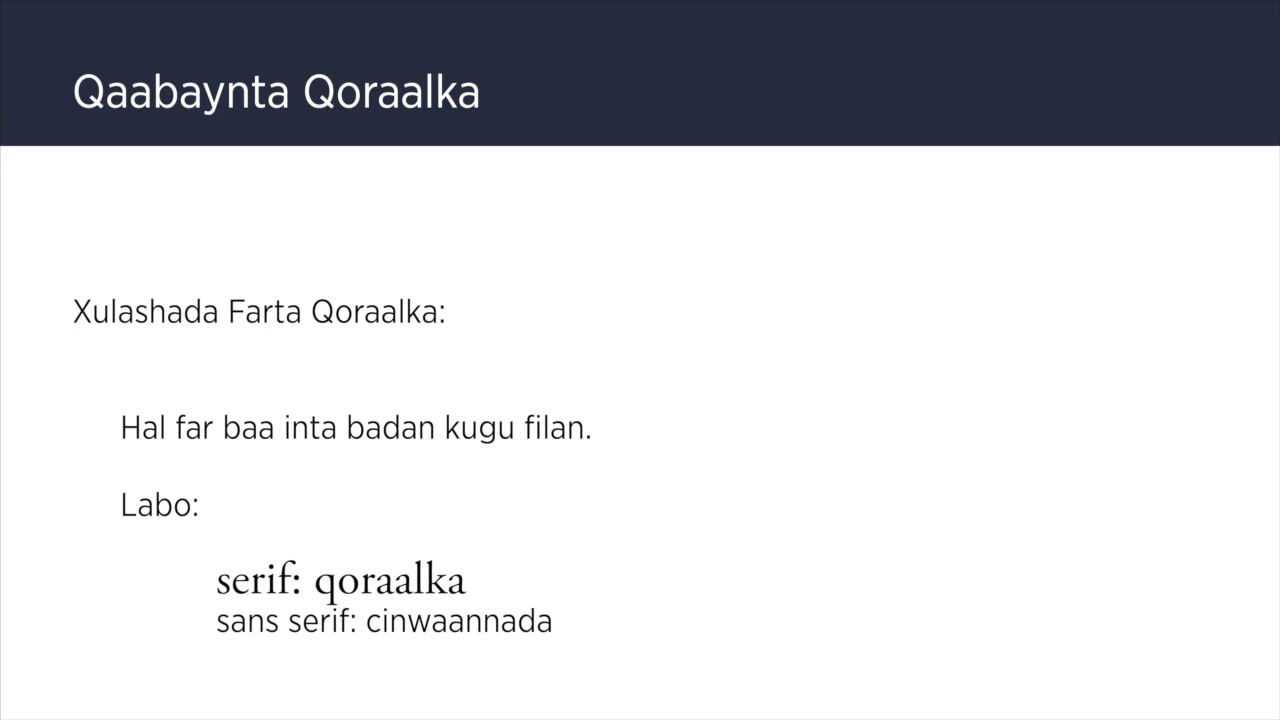 Qaabaynta Qoraalka
Xulashada Farta Qoraalka:
Hal far baa inta badan kugu filan.
Labo:
serif: qoraalka
sans serif: cinwaannada